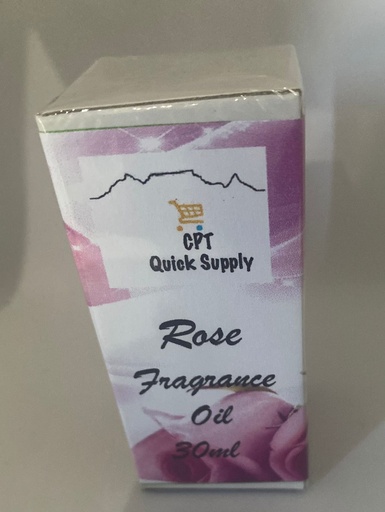 CPT
Quick Supply
Rose
Fragrance
Oil
30ml